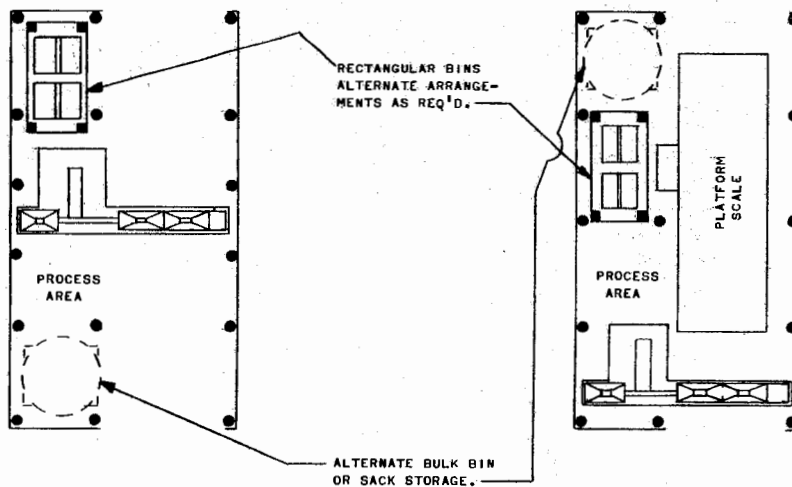 RECTANGULAR BINS
ALTERNATE ARRANGE-
MENTS AS REQ'D.
PLATFORM
SCALE
PROCESS
AREA
PROCESS
AREA
ALTERNATE BULK BIN
OR SACK STORAGE.